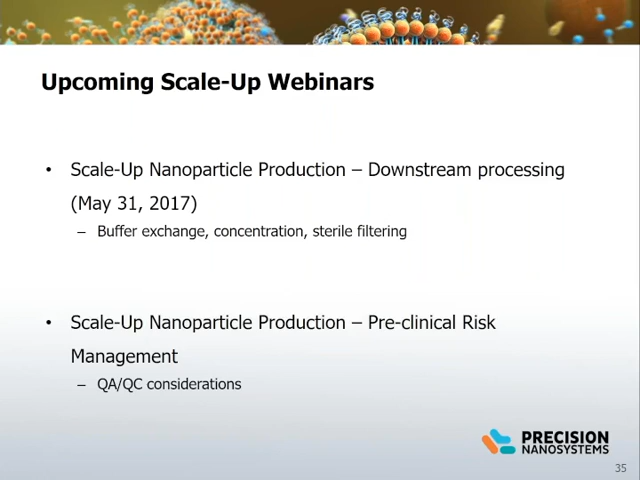 Upcoming Scale-Up Webinars
• Scale-Up Nanoparticle Production – Downstream processing
(May 31, 2017)
– Buffer exchange, concentration, sterile filtering
• Scale-Up Nanoparticle Production – Pre-clinical Risk
Management
– QA/QC considerations
PRECISION
NANOSYSTEMS
35